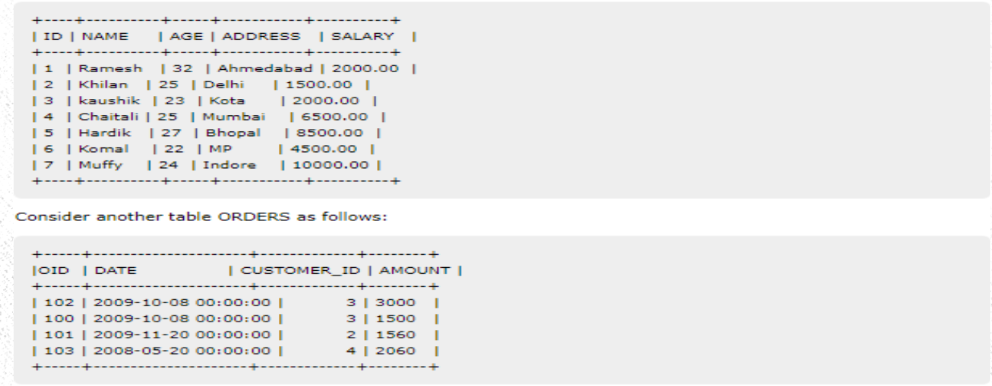 +----+----------+-----+-----------+----------+
| ID | NAME | AGE | ADDRESS | SALARY |
+----+----------+-----+-----------+----------+
| 1 | Ramesh | 32 | Ahmedabad | 2000.00 |
| 2 | Khilan | 25 | Delhi | 1500.00 |
| 3 | kaushik | 23 | Kota | 2000.00 |
| 4 | Chaitali | 25 | Mumbai | 6500.00 |
| 5 | Hardik | 27 | Bhopal | 8500.00 |
| 6 | Komal | 22 | MP | 4500.00 |
| 7 | Muffy | 24 | Indore | 10000.00 |
+----+----------+-----+-----------+----------+
Consider another table ORDERS as follows:
+-----+---------------------+-------------+--------+
|OID | DATE | CUSTOMER_ID | AMOUNT |
+-----+---------------------+-------------+--------+
| 102 | 2009-10-08 00:00:00 | 3 | 3000 |
| 100 | 2009-10-08 00:00:00 | 3 | 1500 |
| 101 | 2009-11-20 00:00:00 | 2 | 1560 |
| 103 | 2008-05-20 00:00:00 | 4 | 2060 |
+-----+---------------------+-------------+--------+